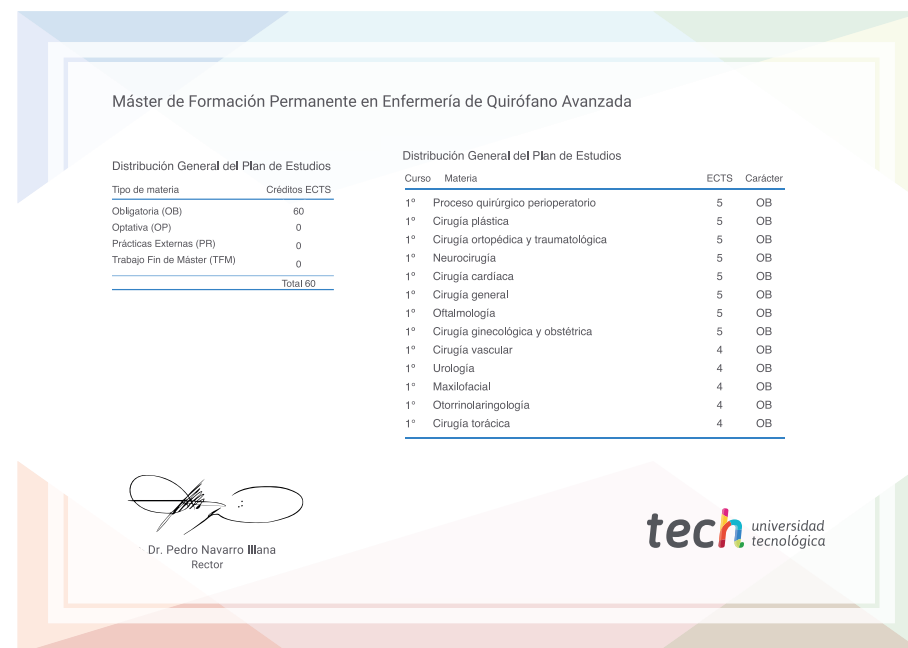 Máster de Formación Permanente en Enfermería de Quirófano Avanzada
Distribución General del Plan de Estudios
Tipo de materia Créditos ECTS
Obligatoria (OB) 60
Optativa (OP) 0
Prácticas Externas (PR) 0
Trabajo Fin de Máster (TFM) 0
Total 60
Distribución General del Plan de Estudios
Curso Materia ECTS Carácter
1º Proceso quirúrgico perioperatorio 5 OB
1º Cirugía plástica 5 OB
1º Cirugía ortopédica y traumatológica 5 OB
1º Neurocirugía 5 OB
1º Cirugía cardíaca 5 OB
1º Cirugía general 5 OB
1º Oftalmología 5 OB
1º Cirugía ginecológica y obstétrica 5 OB
1º Cirugía vascular 4 OB
1º Urología 4 OB
1º Maxilofacial 4 OB
1º Otorrinolaringología 4 OB
1º Cirugía torácica 4 OB
Dr. Pedro Navarro Illana
Rector
tech universidad
tecnológica